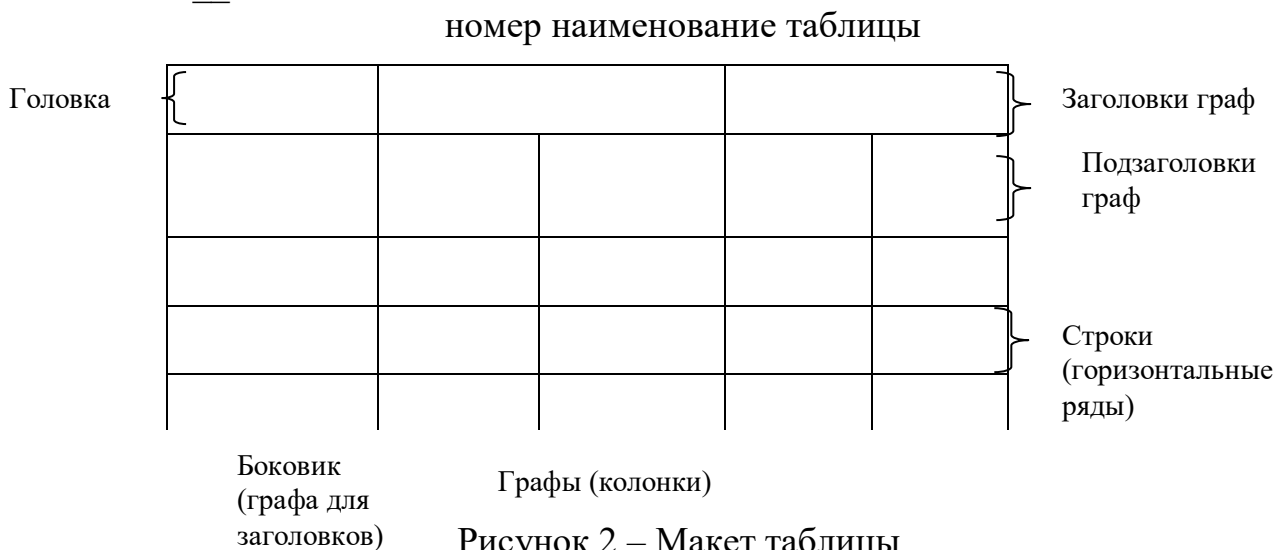 номер наименование таблицы
Головка
Заголовки граф
Подзаголовки
граф
Строки
(горизонтальные
ряды)
Боковик
(графа для
заголовков)
Графы (колонки)
Рисунок 2 – Макет таблицы